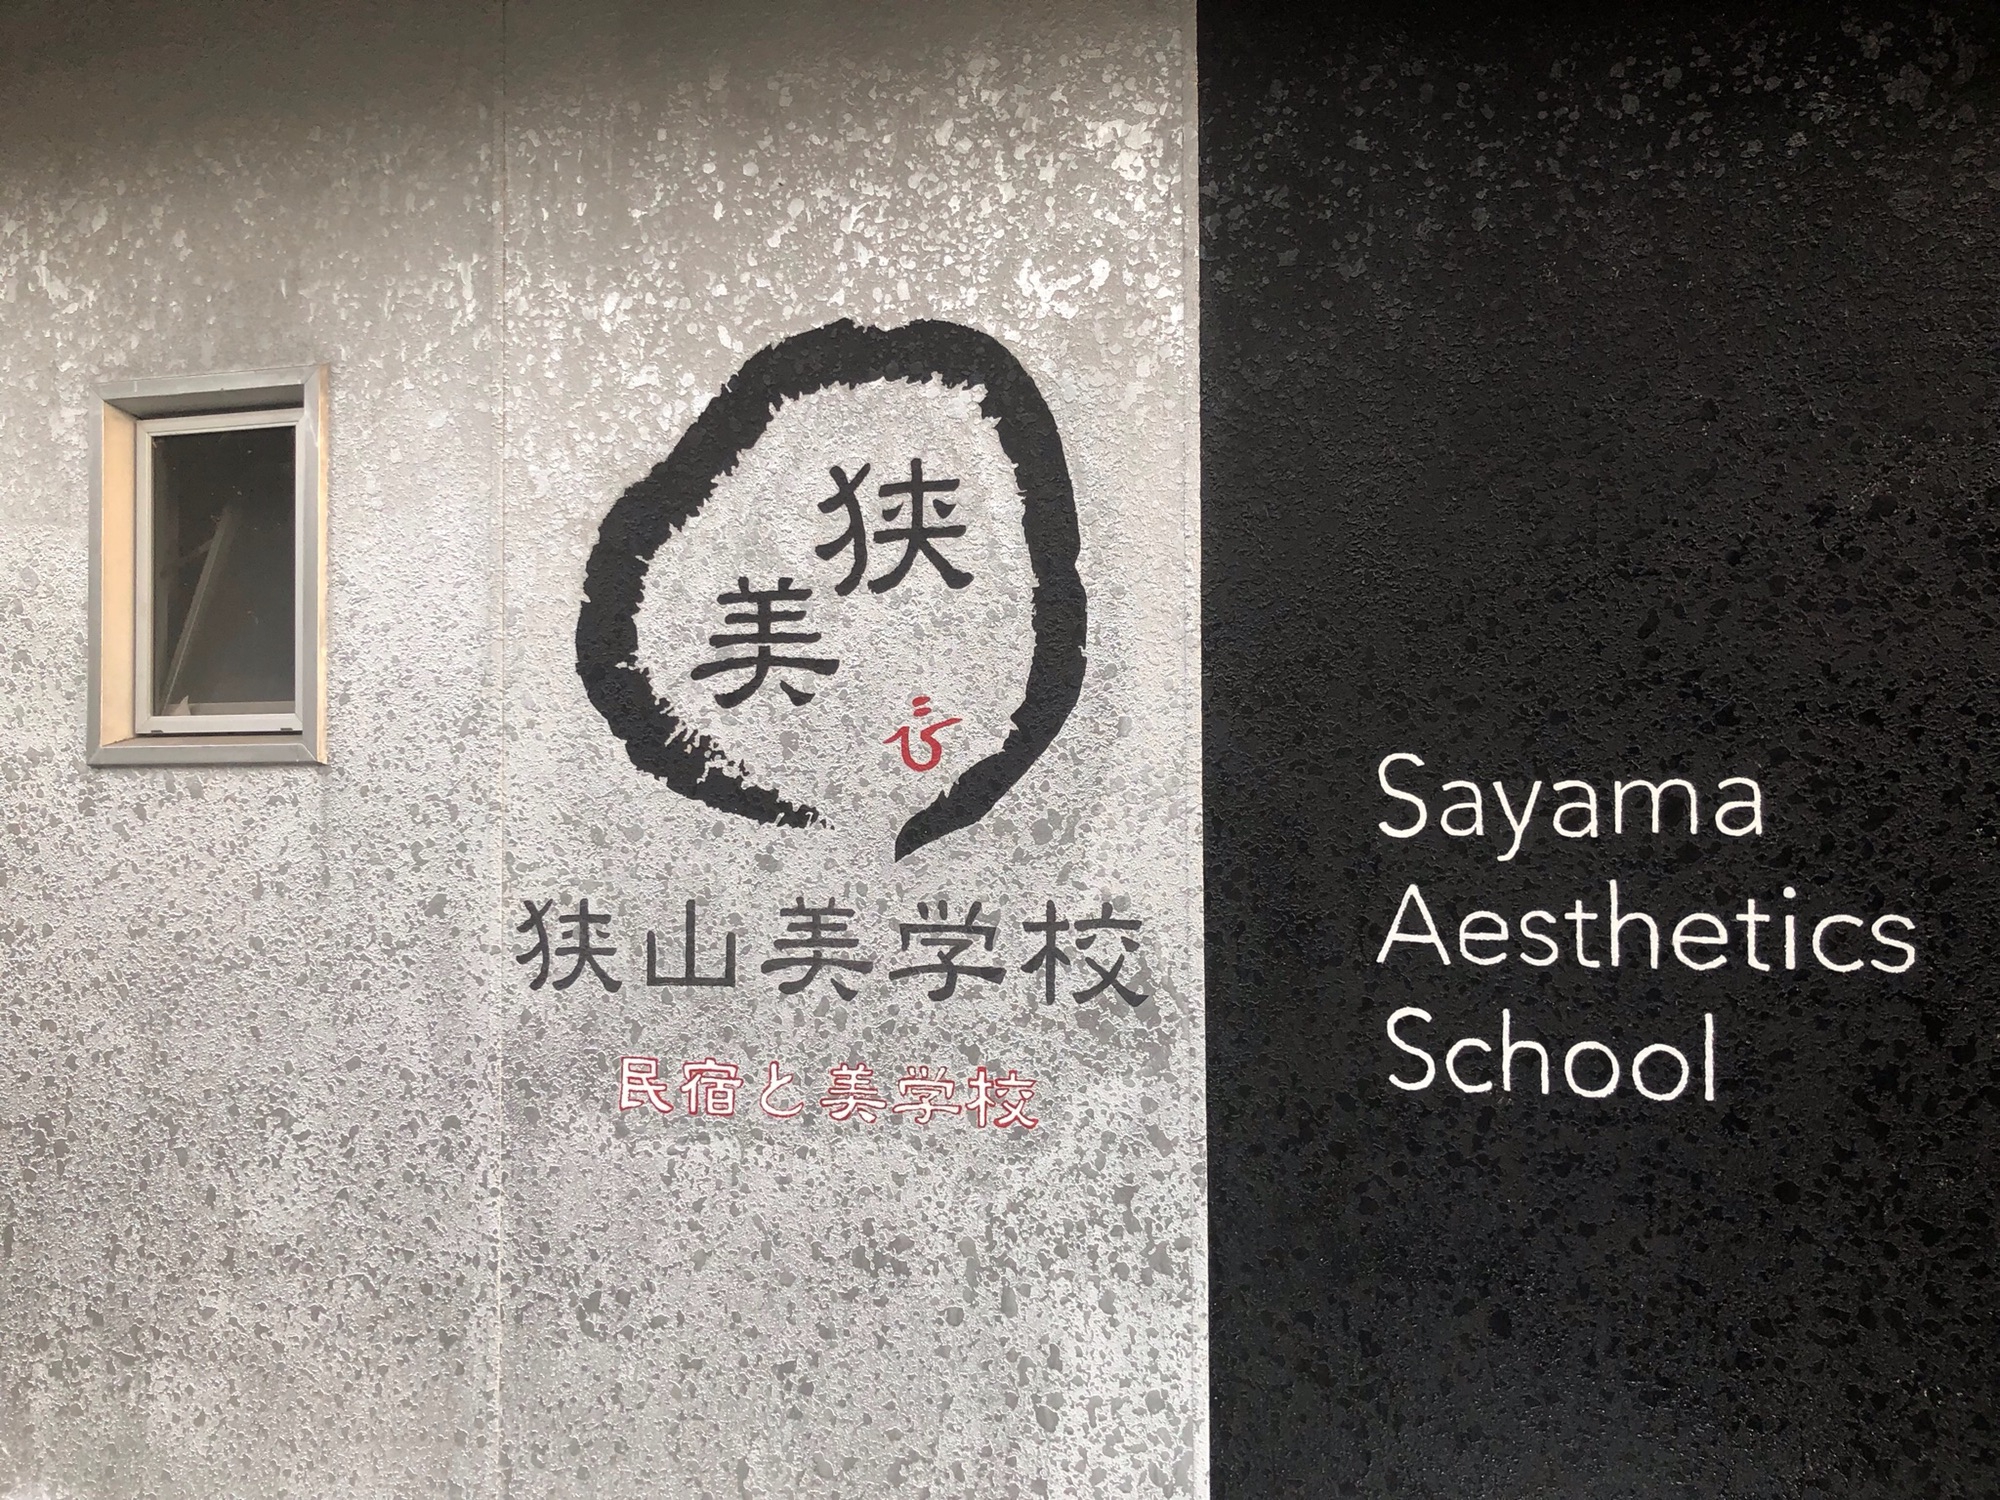 狭
美
狭山美学校
民宿と美学校
Sayama
Aesthetics
School